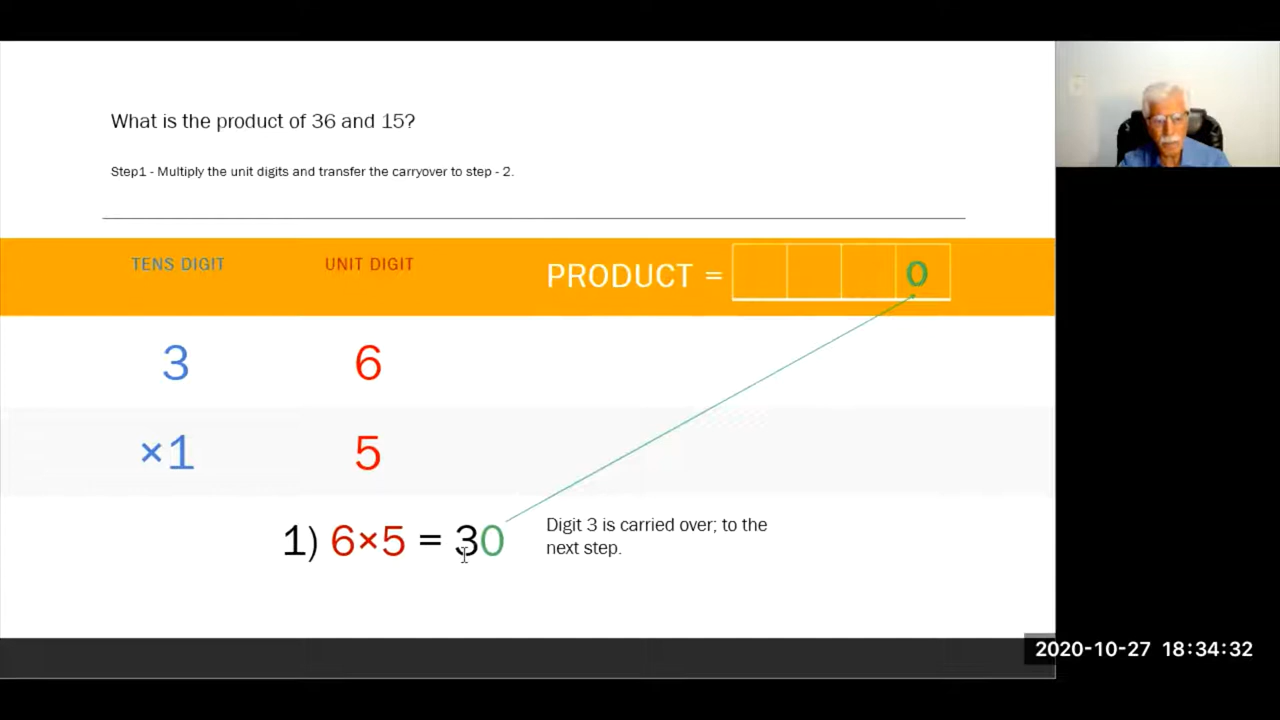 What is the product of 36 and 15?
Step1 - Multiply the unit digits and transfer the carryover to step - 2.
TENS DIGIT UNIT DIGIT PRODUCT = 0
3 6
×1 5
1) 6×5 = 30
Digit 3 is carried over; to the
next step.
2020-10-27 18:34:32